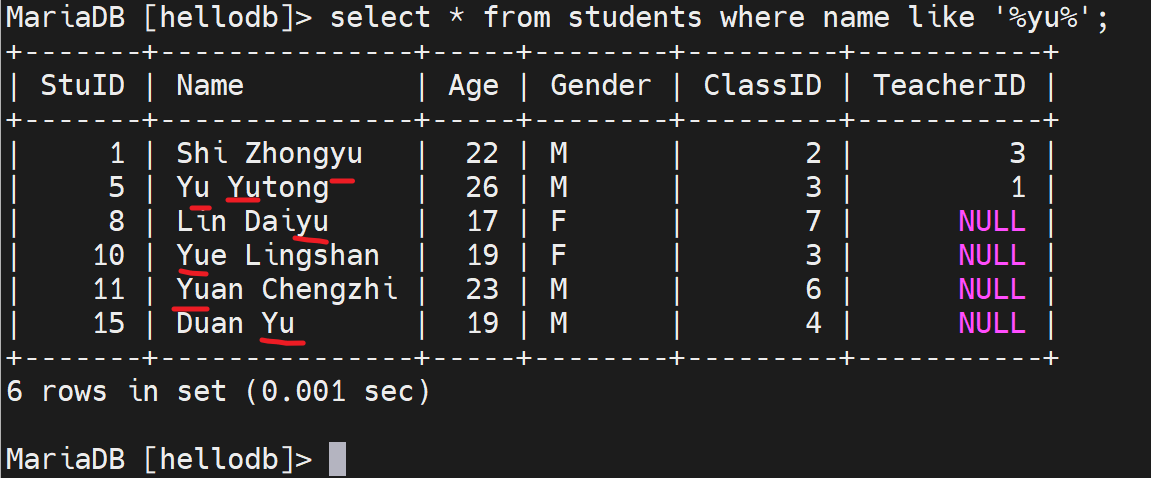 MariaDB [hellodb]> select * from students where name like '%yu%';
+-------+---------------+-----+--------+---------+-----------+
| StuID | Name          | Age | Gender | ClassID | TeacherID |
+-------+---------------+-----+--------+---------+-----------+
|     1 | Shi Zhongyu   |  22 | M      |       2 |         3 |
|     5 | Yu Yutong     |  26 | M      |       3 |         1 |
|     8 | Lin Daiyu     |  17 | F      |       7 |      NULL |
|    10 | Yue Lingshan  |  19 | F      |       3 |      NULL |
|    11 | Yuan Chengzhi |  23 | M      |       6 |      NULL |
|    15 | Duan Yu       |  19 | M      |       4 |      NULL |
+-------+---------------+-----+--------+---------+-----------+
6 rows in set (0.001 sec)
MariaDB [hellodb]>